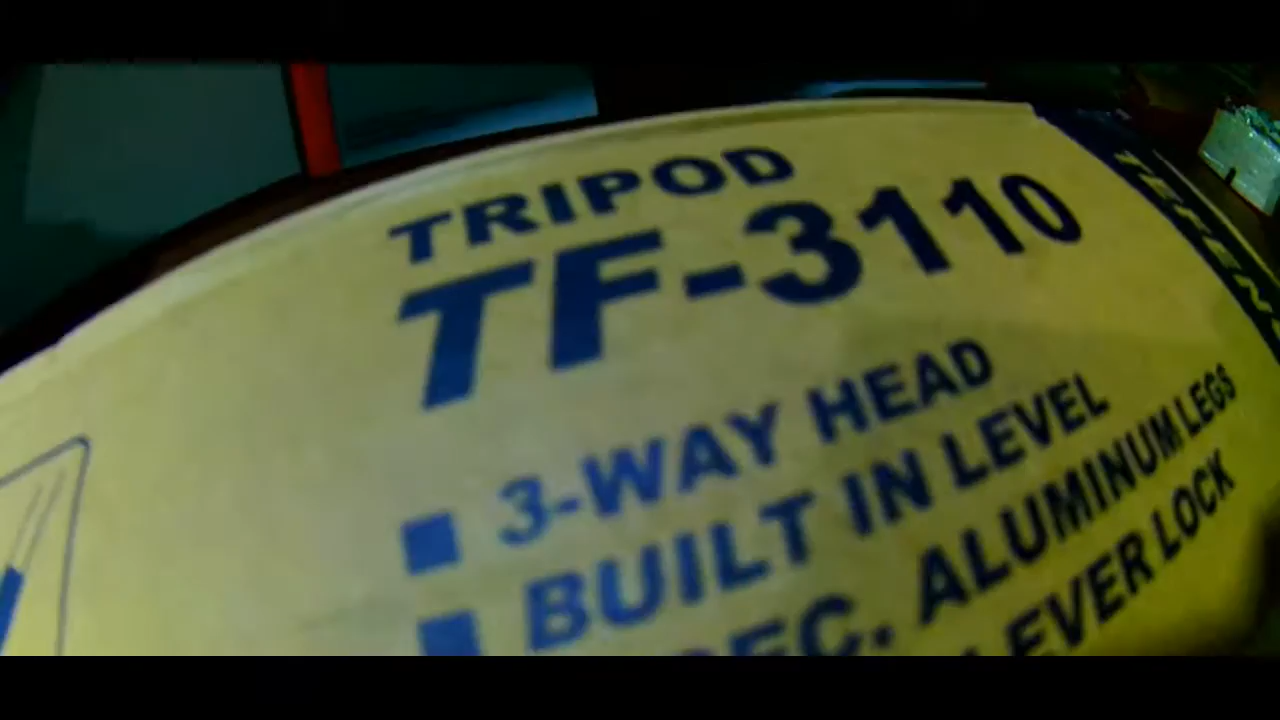 TRIPOD
TF-3110
3-WAY HEAD
BUILT IN LEVEL
ALUMINUM LEGS
LEVER LOCK